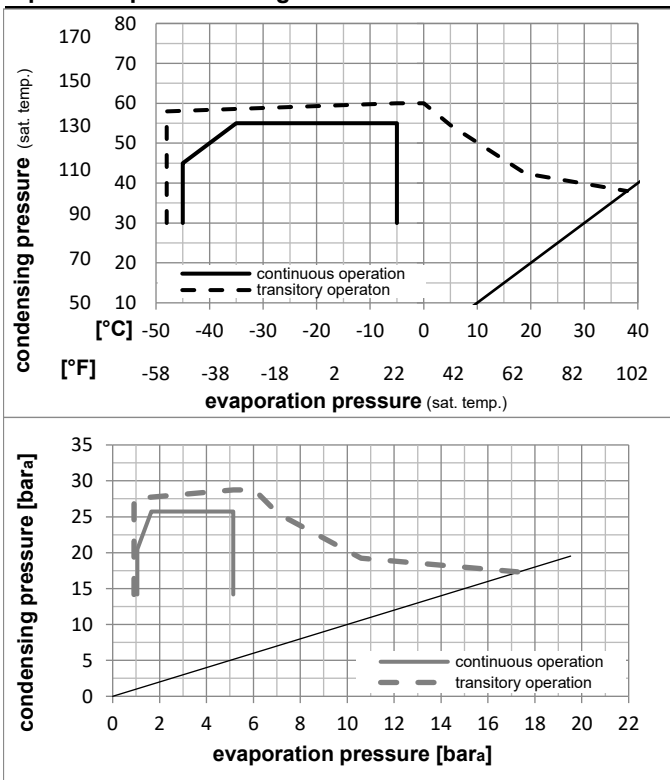 80
170
70
150
60
130
50
110
40
90
30
70
20
50
10
condensing pressure (sat. temp.)
continuous operation
transitory operaton
[°C] -50 -40 -30 -20 -10 0 10 20 30 40
[°F] -58 -38 -18 2 22 42 62 82 102
evaporation pressure (sat. temp.)
35
30
25
20
15
10
5
0
condensing pressure [bara]
continuous operation
transitory operation
0 2 4 6 8 10 12 14 16 18 20 22
evaporation pressure [bara]